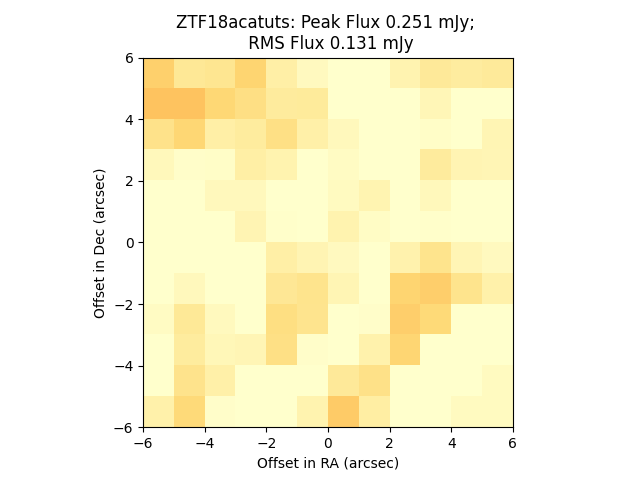 ZTF18acatuts: Peak Flux 0.251 mJy;
RMS Flux 0.131 mJy
6
4
2
0
−2
−4
−6
Offset in Dec (arcsec)
−6 −4 −2 0 2 4 6
Offset in RA (arcsec)